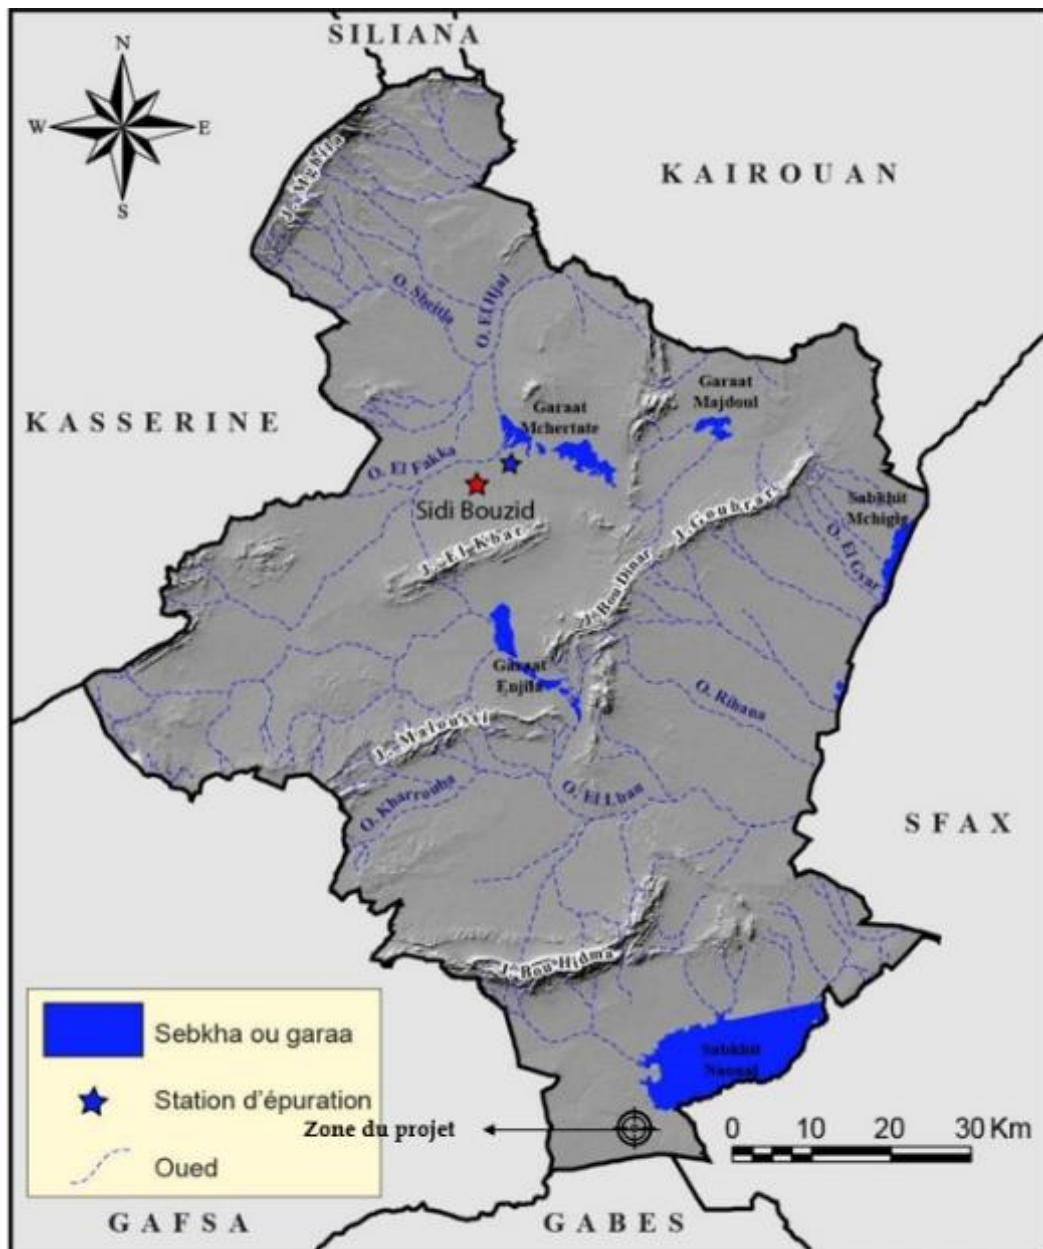 SILIANA
N
W
E
S
KAIROUAN
J. Mghila
O. Sbeitla
O. El Hjal
KASSERINE
Garaat
Majdoul
Garaat
Mchertate
O. El Fakka
Sidi Bouzid
Sabkhit
Mchigig
J. Goubrar
O. El Gyar
J. El Kbar
J. Bou Dinar
Garaat
Enjila
O. Rihana
J. Maloussi
O. Kharrouba
O. El Lban
SFAX
J. Bou Hidma
Sabkhit
Naoual
Sebkha ou garaa
Station d'épuration
Zone du projet
Oued
0 10 20 30 Km
GAFSA
GABES